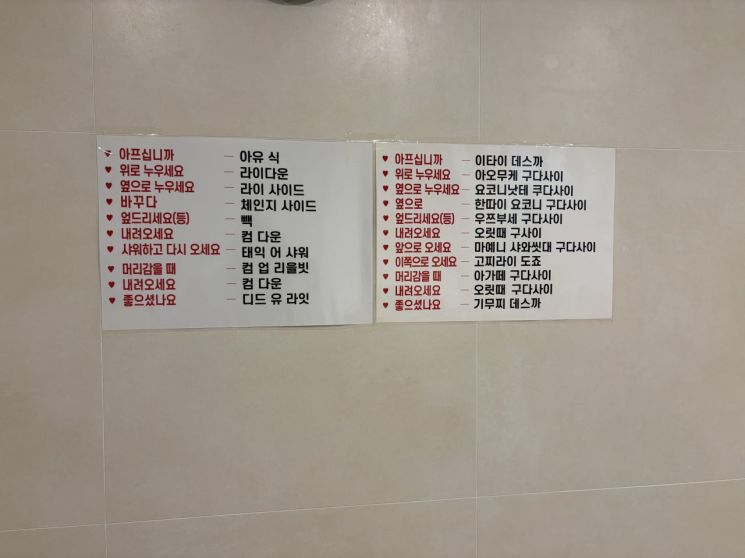 ♥ 아프십니까 — 아유 식
♥ 위로 누우세요 — 라이다운
♥ 옆으로 누우세요 — 라이 사이드
♥ 바꾸다 — 체인지 사이드
♥ 엎드리세요(등) — 빽
♥ 내려오세요 — 컴 다운
♥ 샤워하고 다시 오세요 — 태익 어 샤워
♥ 머리감을 때 — 컴 업 리을빗
♥ 내려오세요 — 컴 다운
♥ 좋으셨나요 — 디드 유 라잇
♥ 아프십니까 — 이타이 데스까
♥ 위로 누우세요 — 아오무케 구다사이
♥ 옆으로 누우세요 — 요코니낫테 쿠다사이
♥ 옆으로 — 한따이 요코니 구다사이
♥ 엎드리세요(등) — 우프부세 구다사이
♥ 내려오세요 — 오릿때 구사이
♥ 앞으로 오세요 — 마에니 샤와씻대 구다사이
♥ 이쪽으로 오세요 — 고찌라이 도죠
♥ 머리감을 때 — 아가떼 구다사이
♥ 내려오세요 — 오릿때 구다사이
♥ 좋으셨나요 — 기무찌 데스까